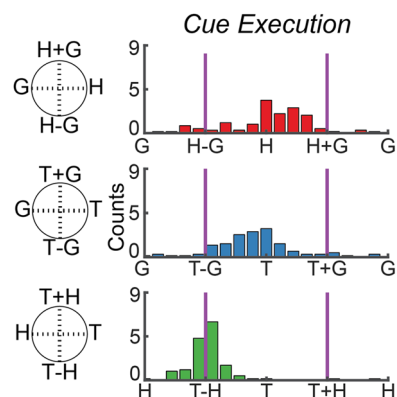 Cue Execution
H+G
G H
H-G
9
5
0
G H-G H H+G G
T+G
G T
T-G
Counts
9
5
0
G T-G T T+G G
T+H
H T
T-H
9
5
0
H T-H T T+H H